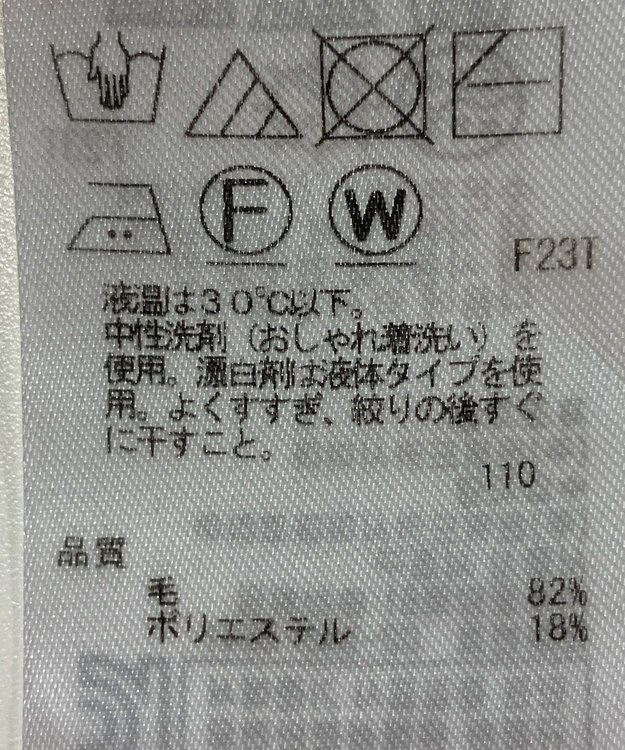 F W
F23T
液温は30℃以下。
中性洗剤（おしゃれ着洗い）を
使用。漂白剤は液体タイプを使
用。よくすすぎ、絞りの後すぐ
に干すこと。
110
品質
毛 82%
ポリエステル 18%